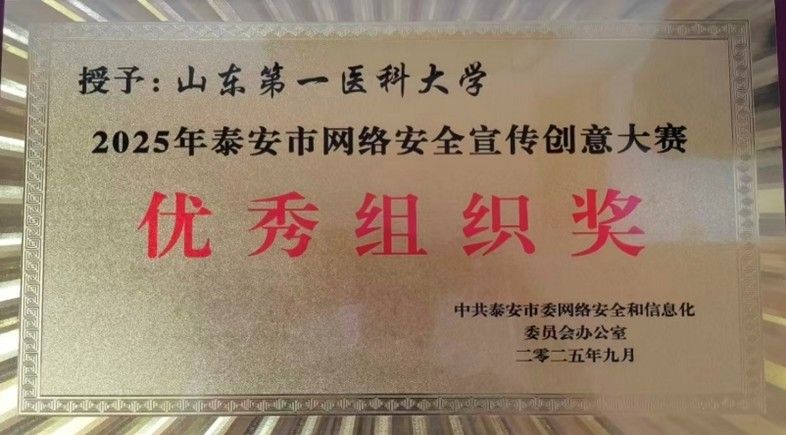 授予：山东第一医科大学
2025年泰安市网络安全宣传创意大赛
优秀组织奖
中共泰安市委网络安全和信息化
委员会办公室
二零二五年九月